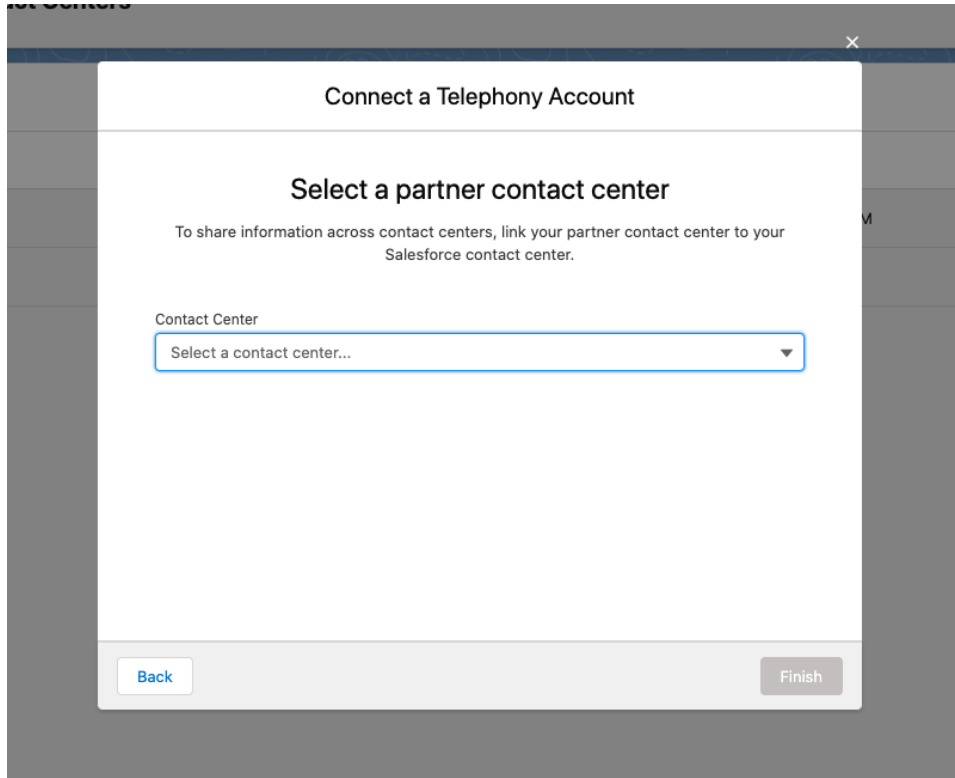 Connect a Telephony Account
Select a partner contact center
To share information across contact centers, link your partner contact center to your
Salesforce contact center.
M
Contact Center
Select a contact center...
Back
Finish